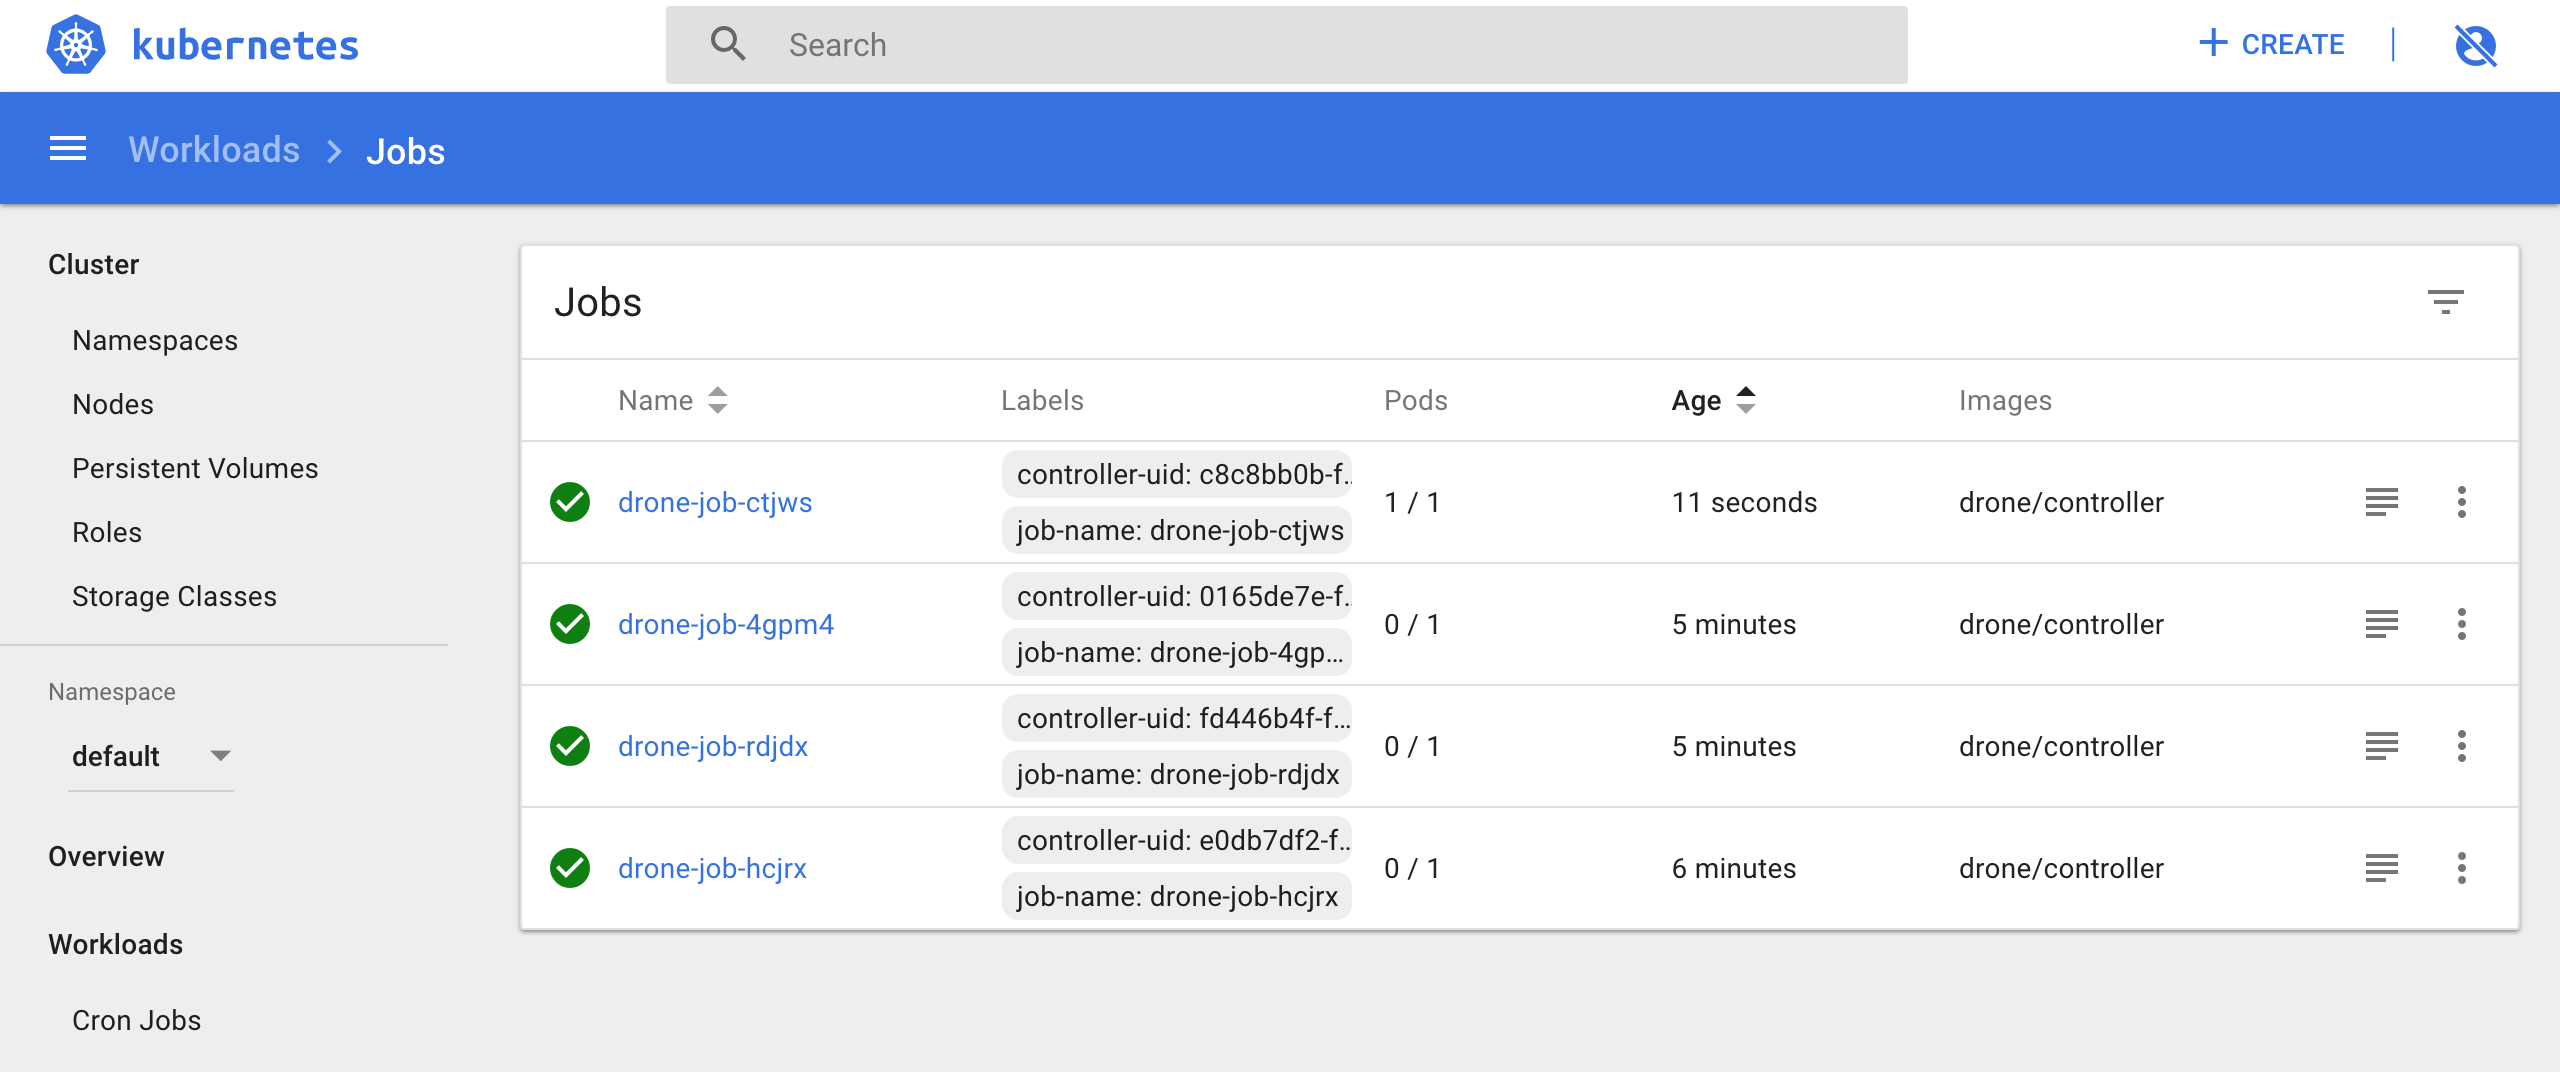 kubernetes
Search
+ CREATE
Workloads > Jobs
Cluster
Namespaces
Nodes
Persistent Volumes
Roles
Storage Classes
Namespace
default
Overview
Workloads
Cron Jobs
Jobs
Name Labels Pods Age Images
drone-job-ctjws
controller-uid: c8c8bb0b-f…
job-name: drone-job-ctjws
1 / 1
11 seconds
drone/controller
drone-job-4gpm4
controller-uid: 0165de7e-f…
job-name: drone-job-4gp…
0 / 1
5 minutes
drone/controller
drone-job-rdjdx
controller-uid: fd446b4f-f…
job-name: drone-job-rdjdx
0 / 1
5 minutes
drone/controller
drone-job-hcjrx
controller-uid: e0db7df2-f…
job-name: drone-job-hcjrx
0 / 1
6 minutes
drone/controller